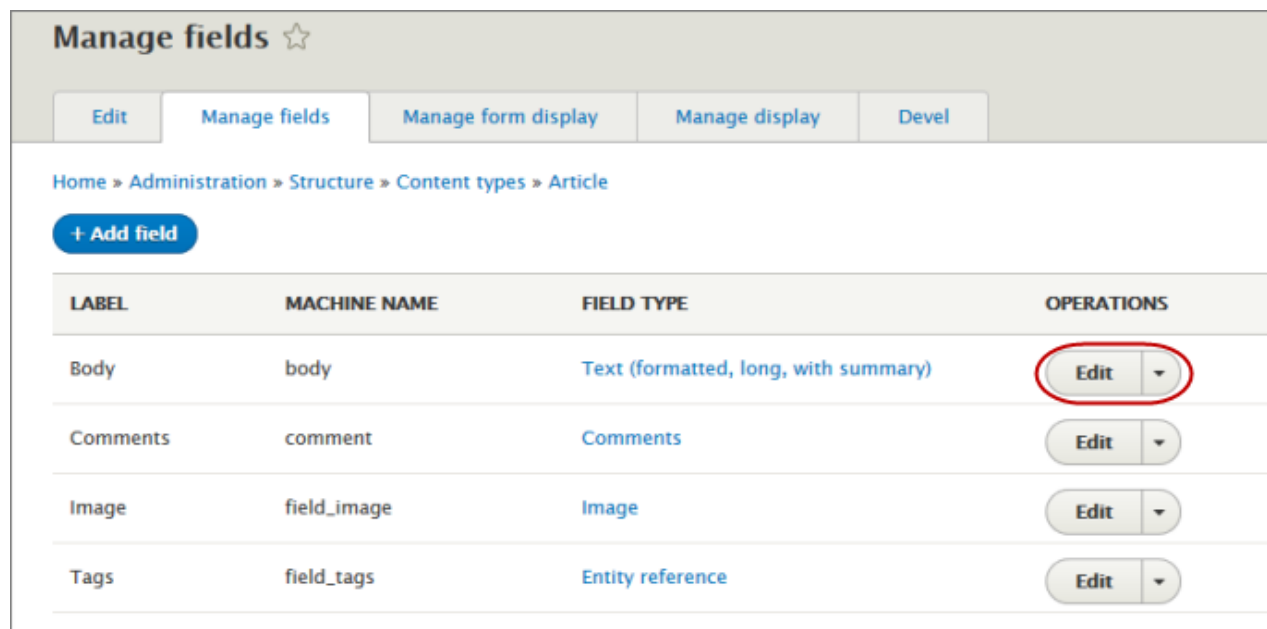 Manage fields
Edit Manage fields Manage form display Manage display Devel
Home » Administration » Structure » Content types » Article
+ Add field
LABEL MACHINE NAME FIELD TYPE OPERATIONS
Body body Text (formatted, long, with summary) Edit
Comments comment Comments Edit
Image field_image Image Edit
Tags field_tags Entity reference Edit